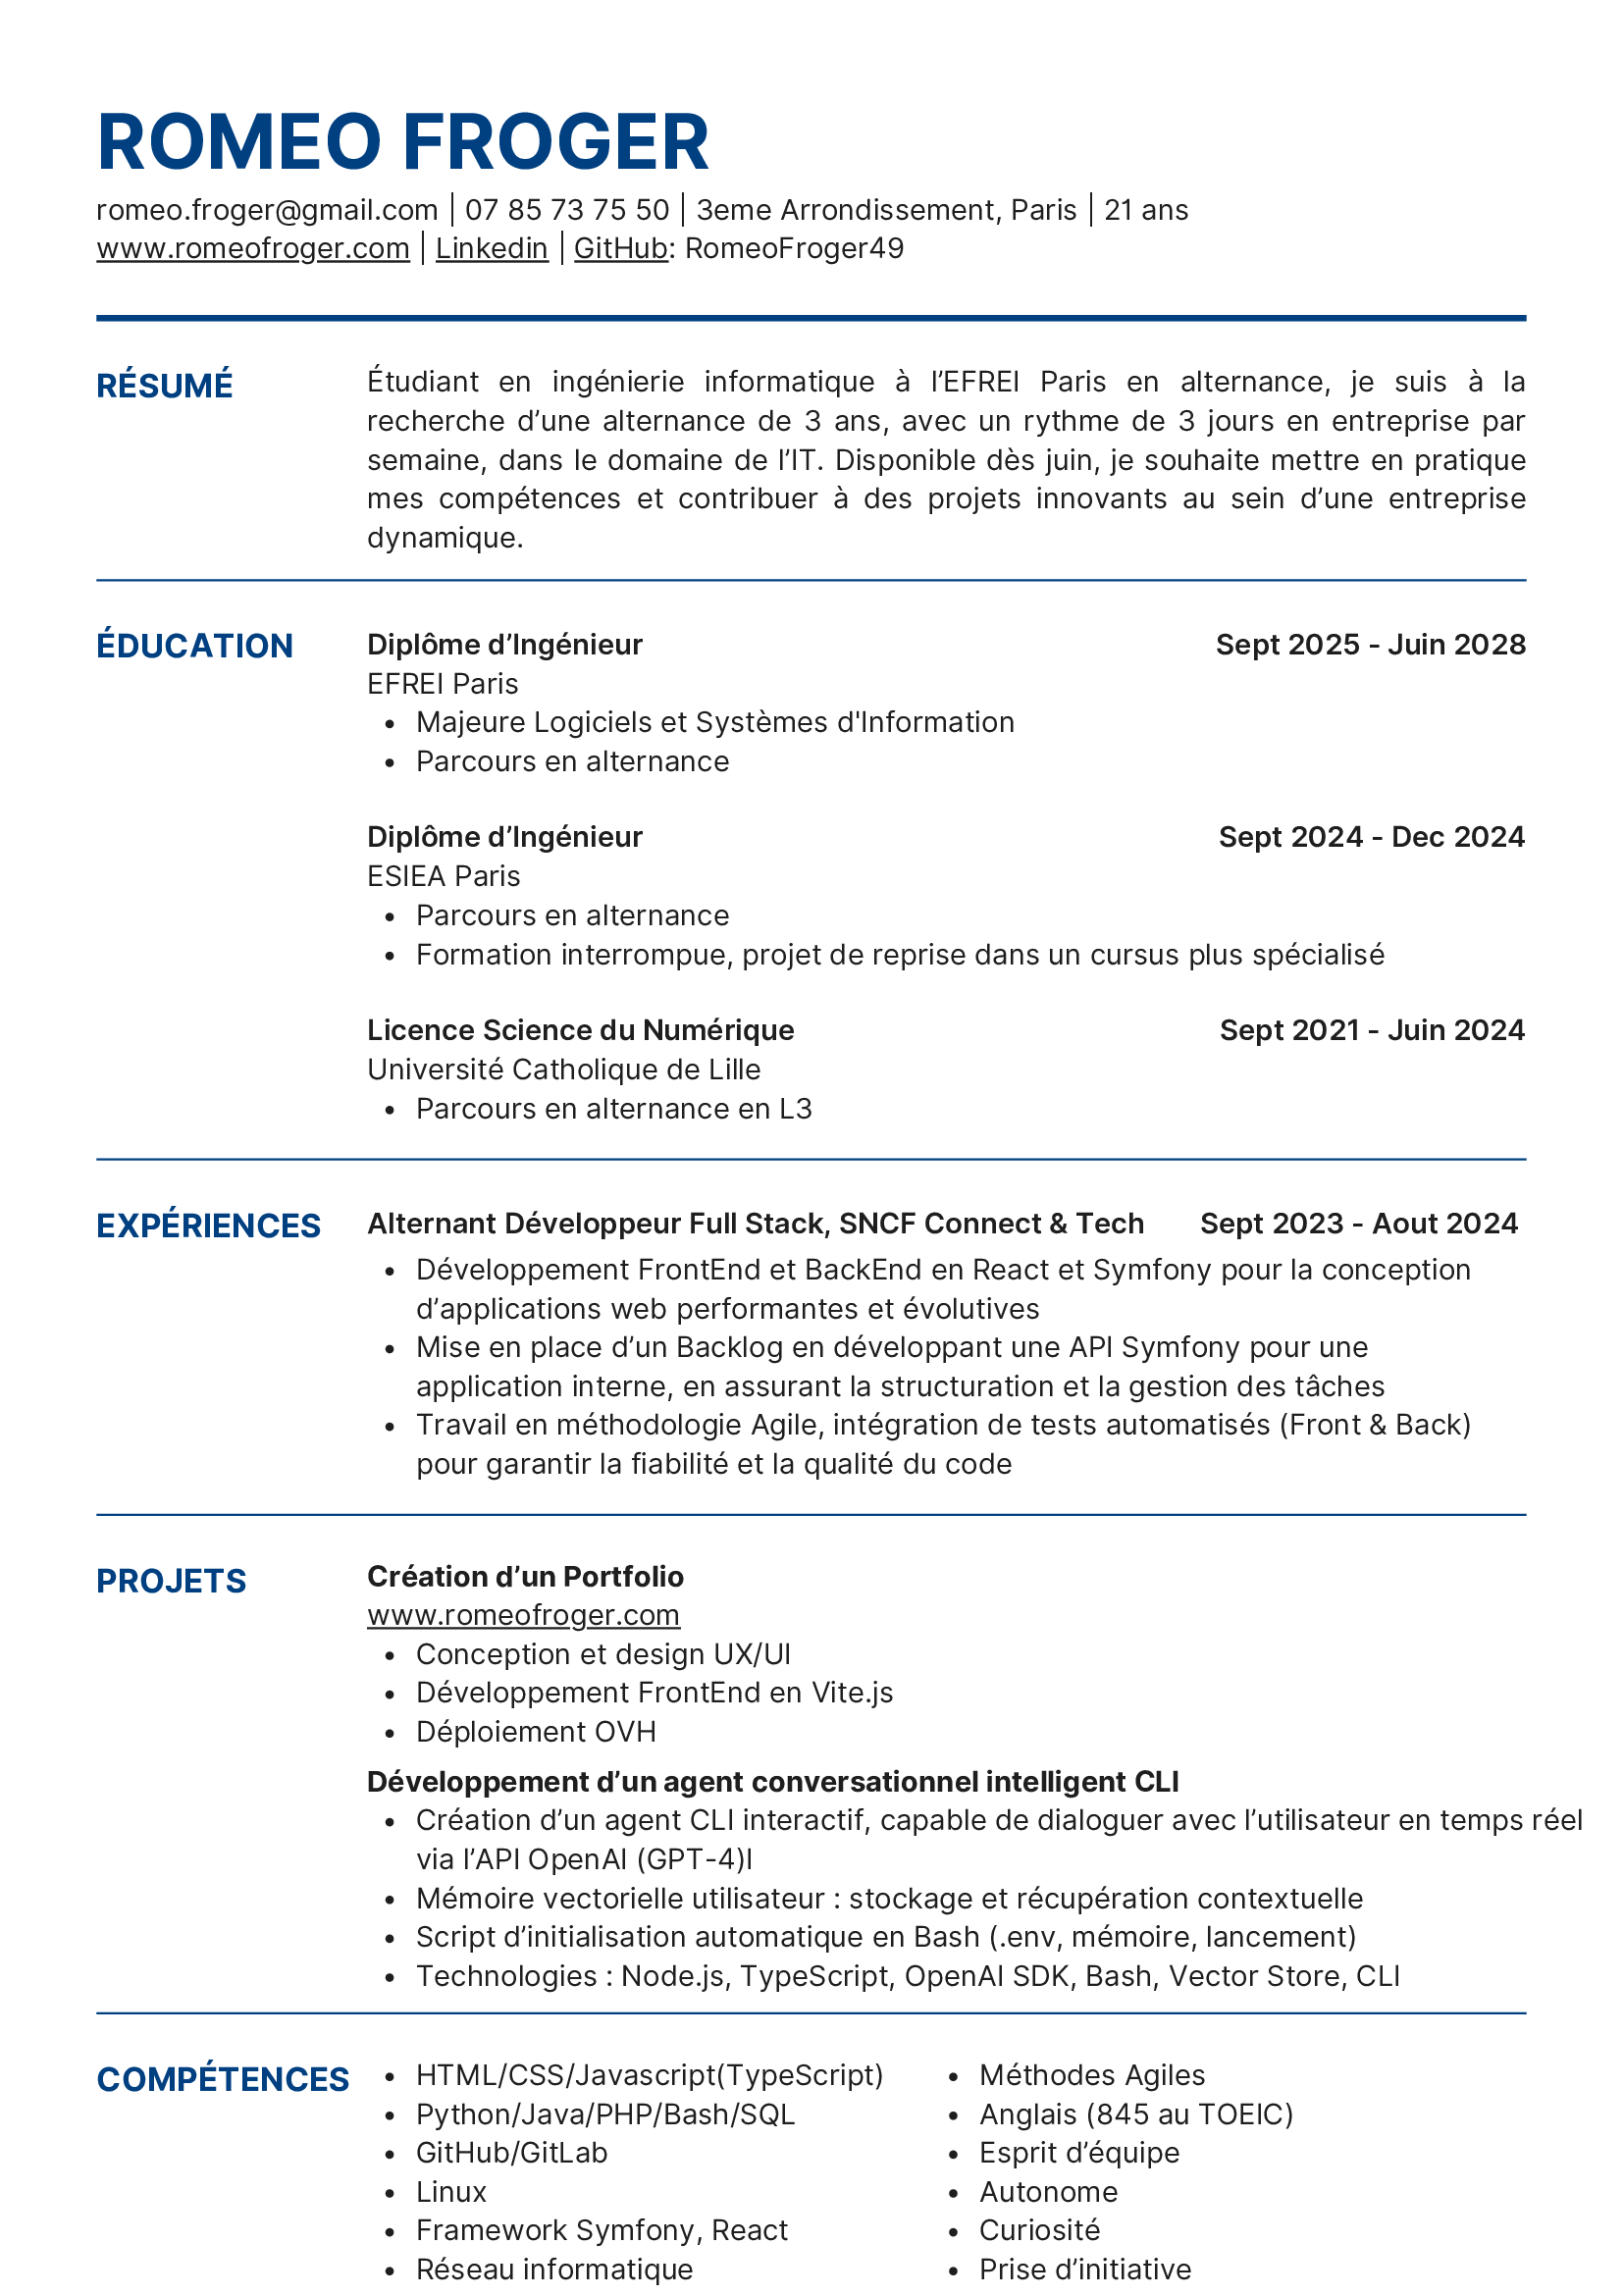 ROMEO FROGER
romeo.froger@gmail.com | 07 85 73 75 50 | 3eme Arrondissement, Paris | 21 ans
www.romeofroger.com | Linkedin | GitHub: RomeoFroger49
RÉSUMÉ
Étudiant en ingénierie informatique à l’EFREI Paris en alternance, je suis à la
recherche d’une alternance de 3 ans, avec un rythme de 3 jours en entreprise par
semaine, dans le domaine de l’IT. Disponible dès juin, je souhaite mettre en pratique
mes compétences et contribuer à des projets innovants au sein d’une entreprise
dynamique.
ÉDUCATION
Diplôme d’Ingénieur Sept 2025 - Juin 2028
EFREI Paris
• Majeure Logiciels et Systèmes d'Information
• Parcours en alternance
Diplôme d’Ingénieur Sept 2024 - Dec 2024
ESIEA Paris
• Parcours en alternance
• Formation interrompue, projet de reprise dans un cursus plus spécialisé
Licence Science du Numérique Sept 2021 - Juin 2024
Université Catholique de Lille
• Parcours en alternance en L3
EXPÉRIENCES
Alternant Développeur Full Stack, SNCF Connect & Tech Sept 2023 - Aout 2024
• Développement FrontEnd et BackEnd en React et Symfony pour la conception
d’applications web performantes et évolutives
• Mise en place d’un Backlog en développant une API Symfony pour une
application interne, en assurant la structuration et la gestion des tâches
• Travail en méthodologie Agile, intégration de tests automatisés (Front & Back)
pour garantir la fiabilité et la qualité du code
PROJETS
Création d’un Portfolio
www.romeofroger.com
• Conception et design UX/UI
• Développement FrontEnd en Vite.js
• Déploiement OVH
Développement d’un agent conversationnel intelligent CLI
• Création d’un agent CLI interactif, capable de dialoguer avec l’utilisateur en temps réel
via l’API OpenAI (GPT-4)I
• Mémoire vectorielle utilisateur : stockage et récupération contextuelle
• Script d’initialisation automatique en Bash (.env, mémoire, lancement)
• Technologies : Node.js, TypeScript, OpenAI SDK, Bash, Vector Store, CLI
COMPÉTENCES
• HTML/CSS/Javascript(TypeScript)
• Python/Java/PHP/Bash/SQL
• GitHub/GitLab
• Linux
• Framework Symfony, React
• Réseau informatique
• Méthodes Agiles
• Anglais (845 au TOEIC)
• Esprit d’équipe
• Autonome
• Curiosité
• Prise d’initiative